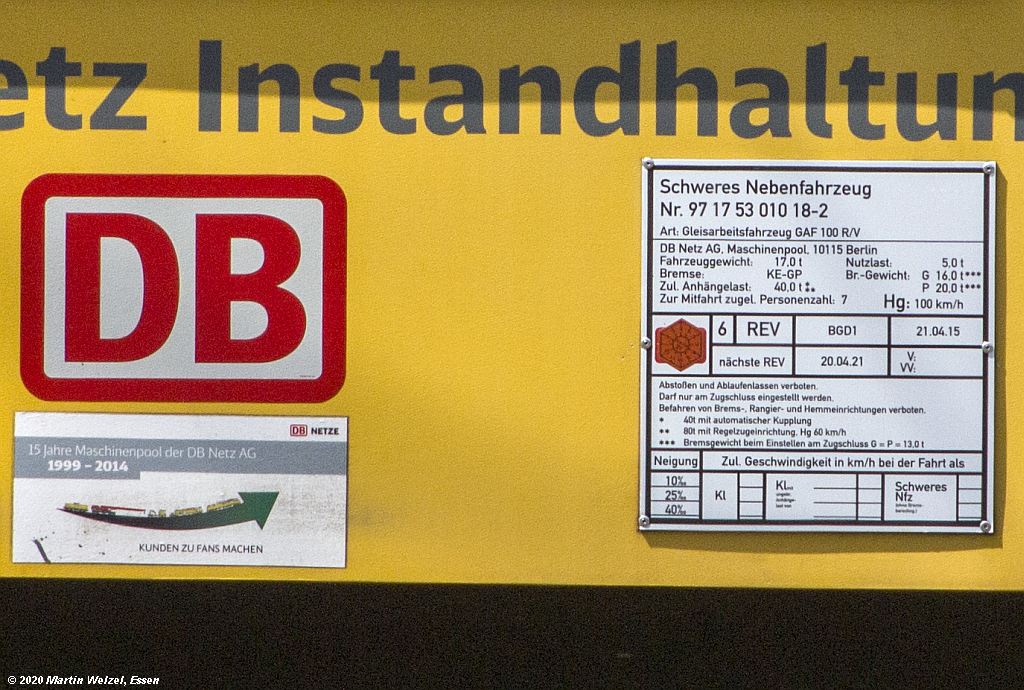 etz Instandhaltun
DB
DB NETZE
15 Jahre Maschinenpool der DB Netz AG
1999 – 2014
KUNDEN ZU FANS MACHEN
Schweres Nebenfahrzeug
Nr. 97 17 53 010 18-2
Art: Gleisarbeitsfahrzeug GAF 100 R/V
DB Netz AG, Maschinenpool, 10115 Berlin
Fahrzeuggewicht: 17,0 t Nutzlast: 5,0 t
Bremse: KE-GP Br.-Gewicht: G 16,0 t***
Zul. Anhängelast: 40,0 t *** P 20,0 t***
Zur Mitfahrt zugel. Personenzahl: 7 Hg: 100 km/h
6 REV BGD1 21.04.15
nächste REV 20.04.21 V:
VV:
Abstoßen und Ablaufenlassen verboten.
Darf nur am Zugschluss eingestellt werden.
Befahren von Brems-, Rangier- und Hemmeinrichtungen verboten.
* 40t mit automatischer Kupplung
** 80t mit Regelzugeinrichtung. Hg 60 km/h
*** Bremsgewicht beim Einstellen am Zugschluss G = P = 13,0 t
Neigung Zul. Geschwindigkeit in km/h bei der Fahrt als
10‰
25‰ Kl Kl Schweres
40‰ Nfz
© 2020 Martin Welzel, Essen